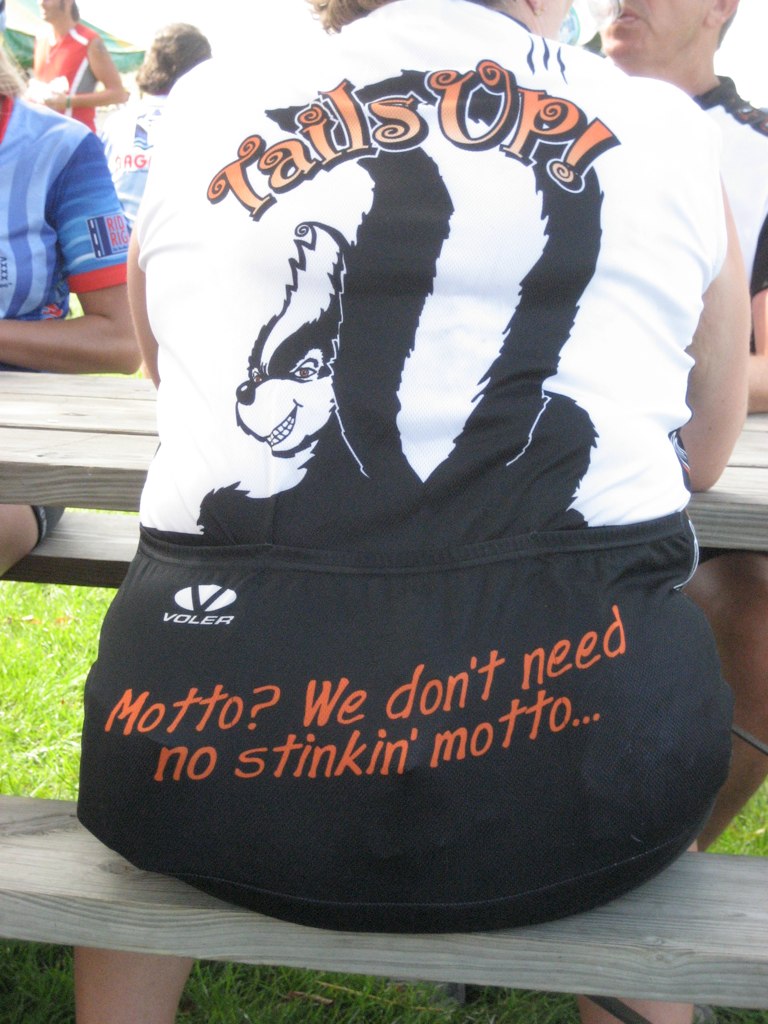 Tails UP!
VOLER
Motto? We don't need
no stinkin' motto...